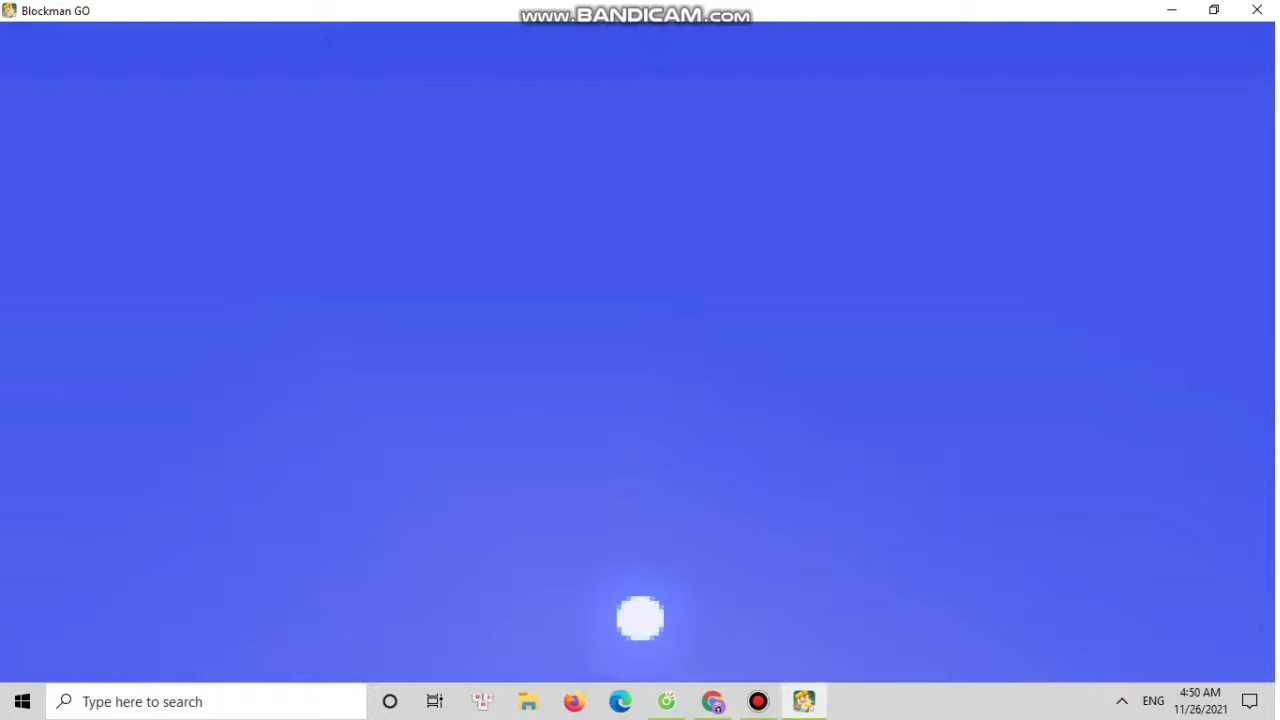 Blockman GO
www.BANDICAM.com
Type here to search
ENG
4:50 AM
11/26/2021